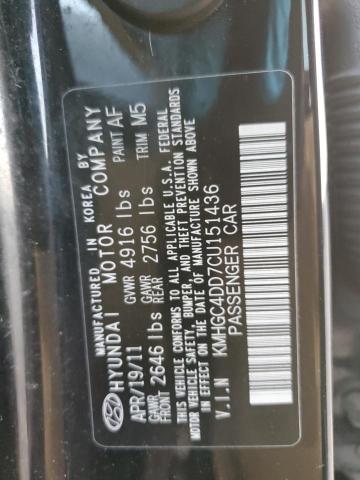 MANUFACTURED IN KOREA BY
HYUNDAI MOTOR COMPANY
APR/19/11 GVWR 4916 lbs PAINT AF
GAWR FRONT 2646 lbs GAWR REAR 2756 lbs TRIM M5
THIS VEHICLE CONFORMS TO ALL APPLICABLE U.S.A. FEDERAL
MOTOR VEHICLE SAFETY, BUMPER, AND THEFT PREVENTION STANDARDS
IN EFFECT ON THE DATE OF MANUFACTURE SHOWN ABOVE
V.I.N KMHGC4DD7CU151436
PASSENGER CAR